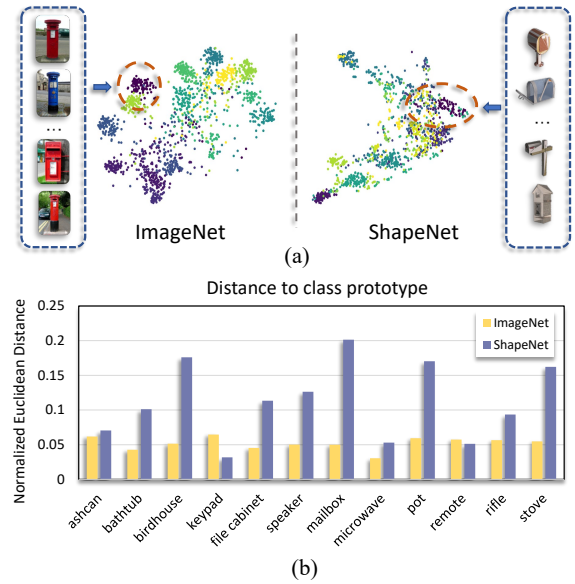 ...
...
ImageNet
ShapeNet
(a)
Distance to class prototype
Normalized Euclidean Distance
0.25
0.2
0.15
0.1
0.05
0
ImageNet
ShapeNet
ashcan
bathtub
birdhouse
keypad
file cabinet
speaker
mailbox
microwave
pot
remote
rifle
stove
(b)